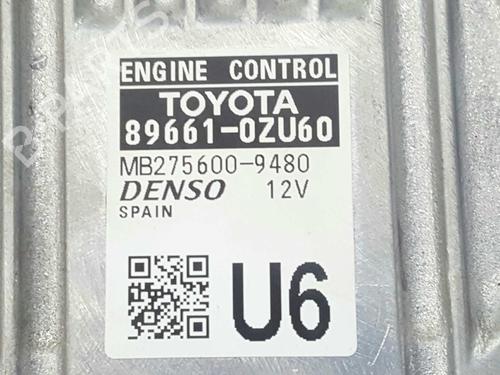 ENGINE CONTROL
TOYOTA
89661-0ZU60
MB275600-9480
DENSO 12V
SPAIN
U6